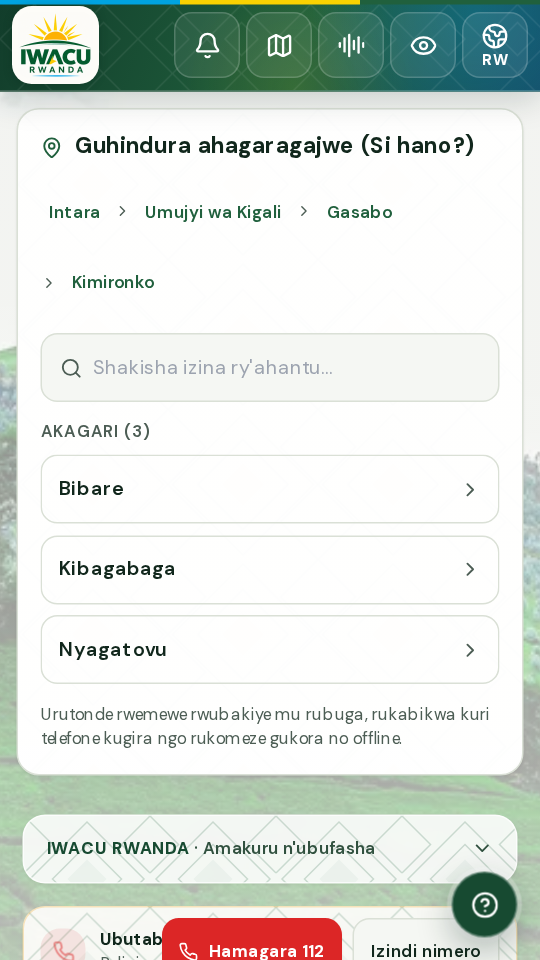 IWACU
RWANDA
RW
Guhindura ahagaragajwe (Si hano?)
Intara > Umujyi wa Kigali > Gasabo
> Kimironko
Shakisha izina ry'ahantu...
AKAGARI (3)
Bibare
Kibagabaga
Nyagatovu
Urutonde rwemewe rwubakiye mu rubuga, rukabikwa kuri
telefone kugira ngo rukomeze gukora no offline.
IWACU RWANDA · Amakuru n'ubufasha
Ubutab
Hamagara 112
Izindi nimero